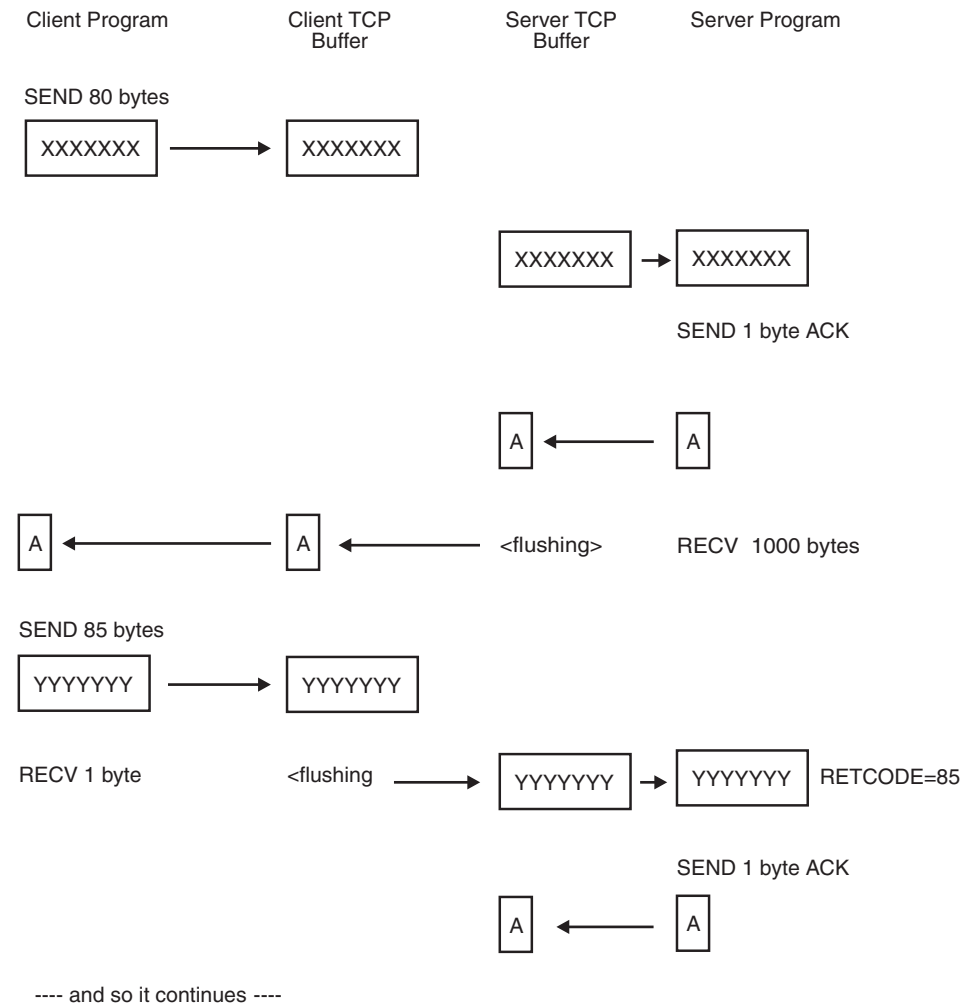 Client Program
Client TCP
Buffer
Server TCP
Buffer
Server Program
SEND 80 bytes
XXXXXXX
XXXXXXX
XXXXXXX
XXXXXXX
SEND 1 byte ACK
A
A
A
A
<flushing>
RECV 1000 bytes
SEND 85 bytes
YYYYYYY
YYYYYYY
RECV 1 byte
<flushing
YYYYYYY
YYYYYYY
RETCODE=85
SEND 1 byte ACK
A
A
---- and so it continues ----